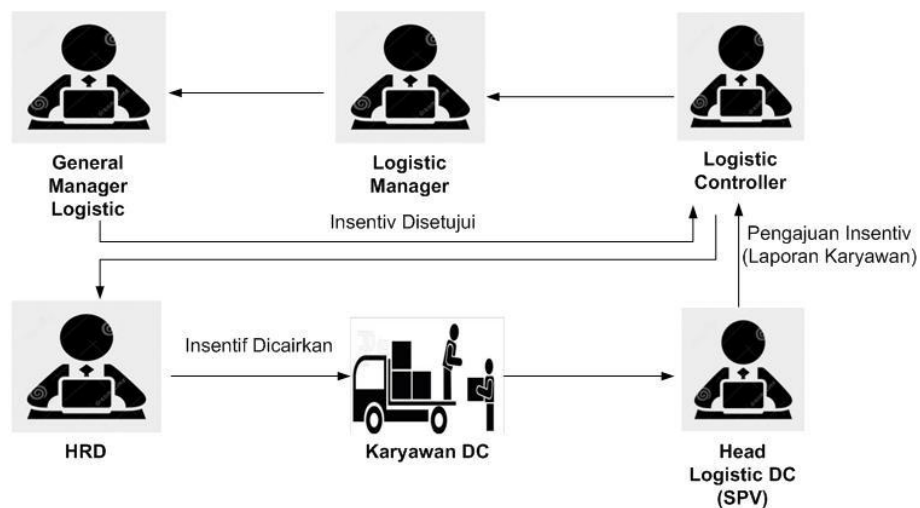 General
Manager
Logistic
Logistic
Manager
Logistic
Controller
Insentiv Disetujui
Pengajuan Insentiv
(Laporan Karyawan)
Insentif Dicairkan
HRD
Karyawan DC
Head
Logistic DC
(SPV)